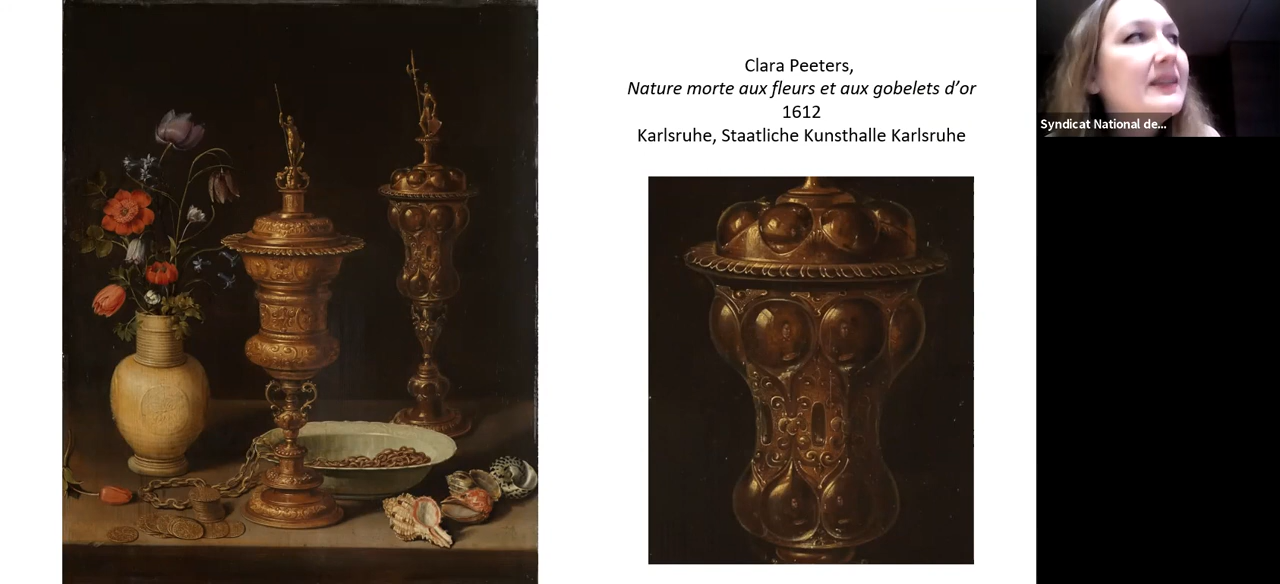 Clara Peeters,
Nature morte aux fleurs et aux gobelets d’or
1612
Karlsruhe, Staatliche Kunsthalle Karlsruhe
Syndicat National de...